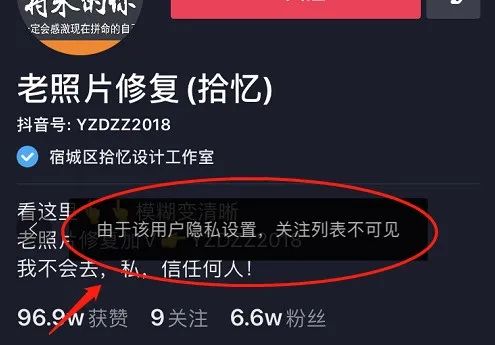 将来的你
一定会感激现在拼命的自己
老照片修复(拾忆)
抖音号: YZDZZ2018
宿城区拾忆设计工作室
看这里 模糊变清晰
由于该用户隐私设置，关注列表不可见
老照片修复加V YZDZZ2018
我不会去，私，信任何人！
96.9w 获赞 9 关注 6.6w 粉丝